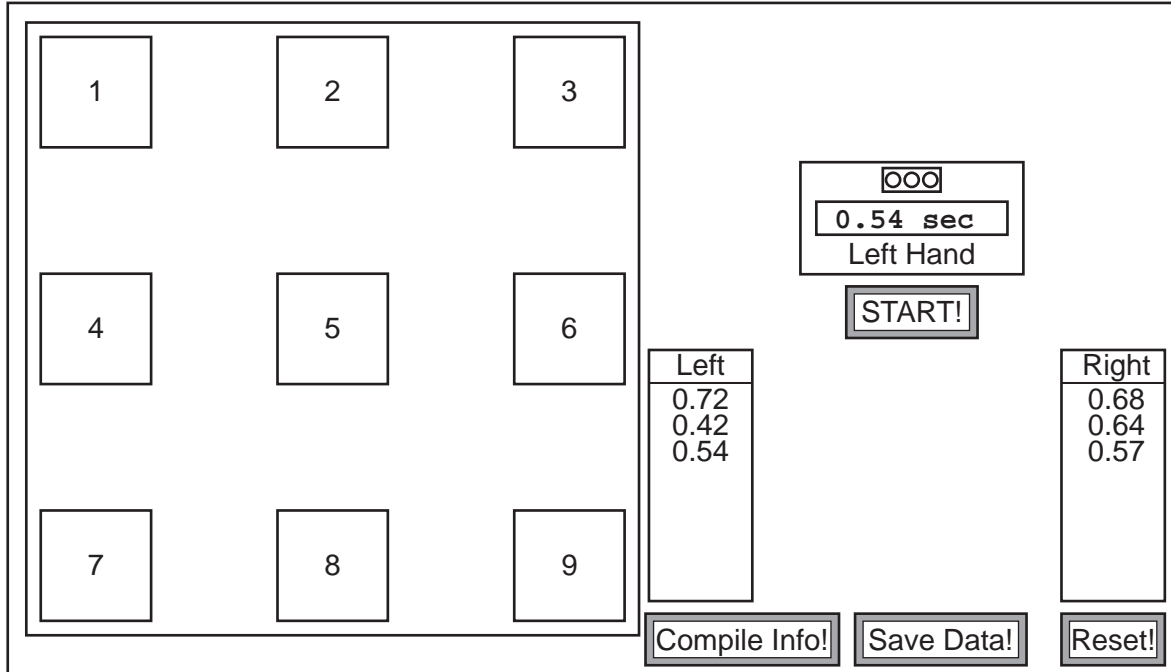 1 2 3
4 5 6
7 8 9
0.54 sec
Left Hand
START!
Left
0.72
0.42
0.54
Right
0.68
0.64
0.57
Compile Info! Save Data! Reset!